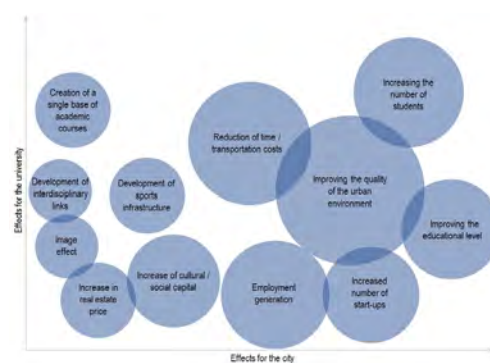 Effects for the university
Creation of a
single base of
academic
courses
Increasing the
number of
students
Reduction of time /
transportation costs
Development of
interdisciplinary
links
Development of
sports
infrastructure
Improving the quality
of the urban
environment
Improving the
educational level
Image
effect
Increase in
real estate
price
Increase of cultural /
social capital
Employment
generation
Increased
number of
start-ups
Effects for the city